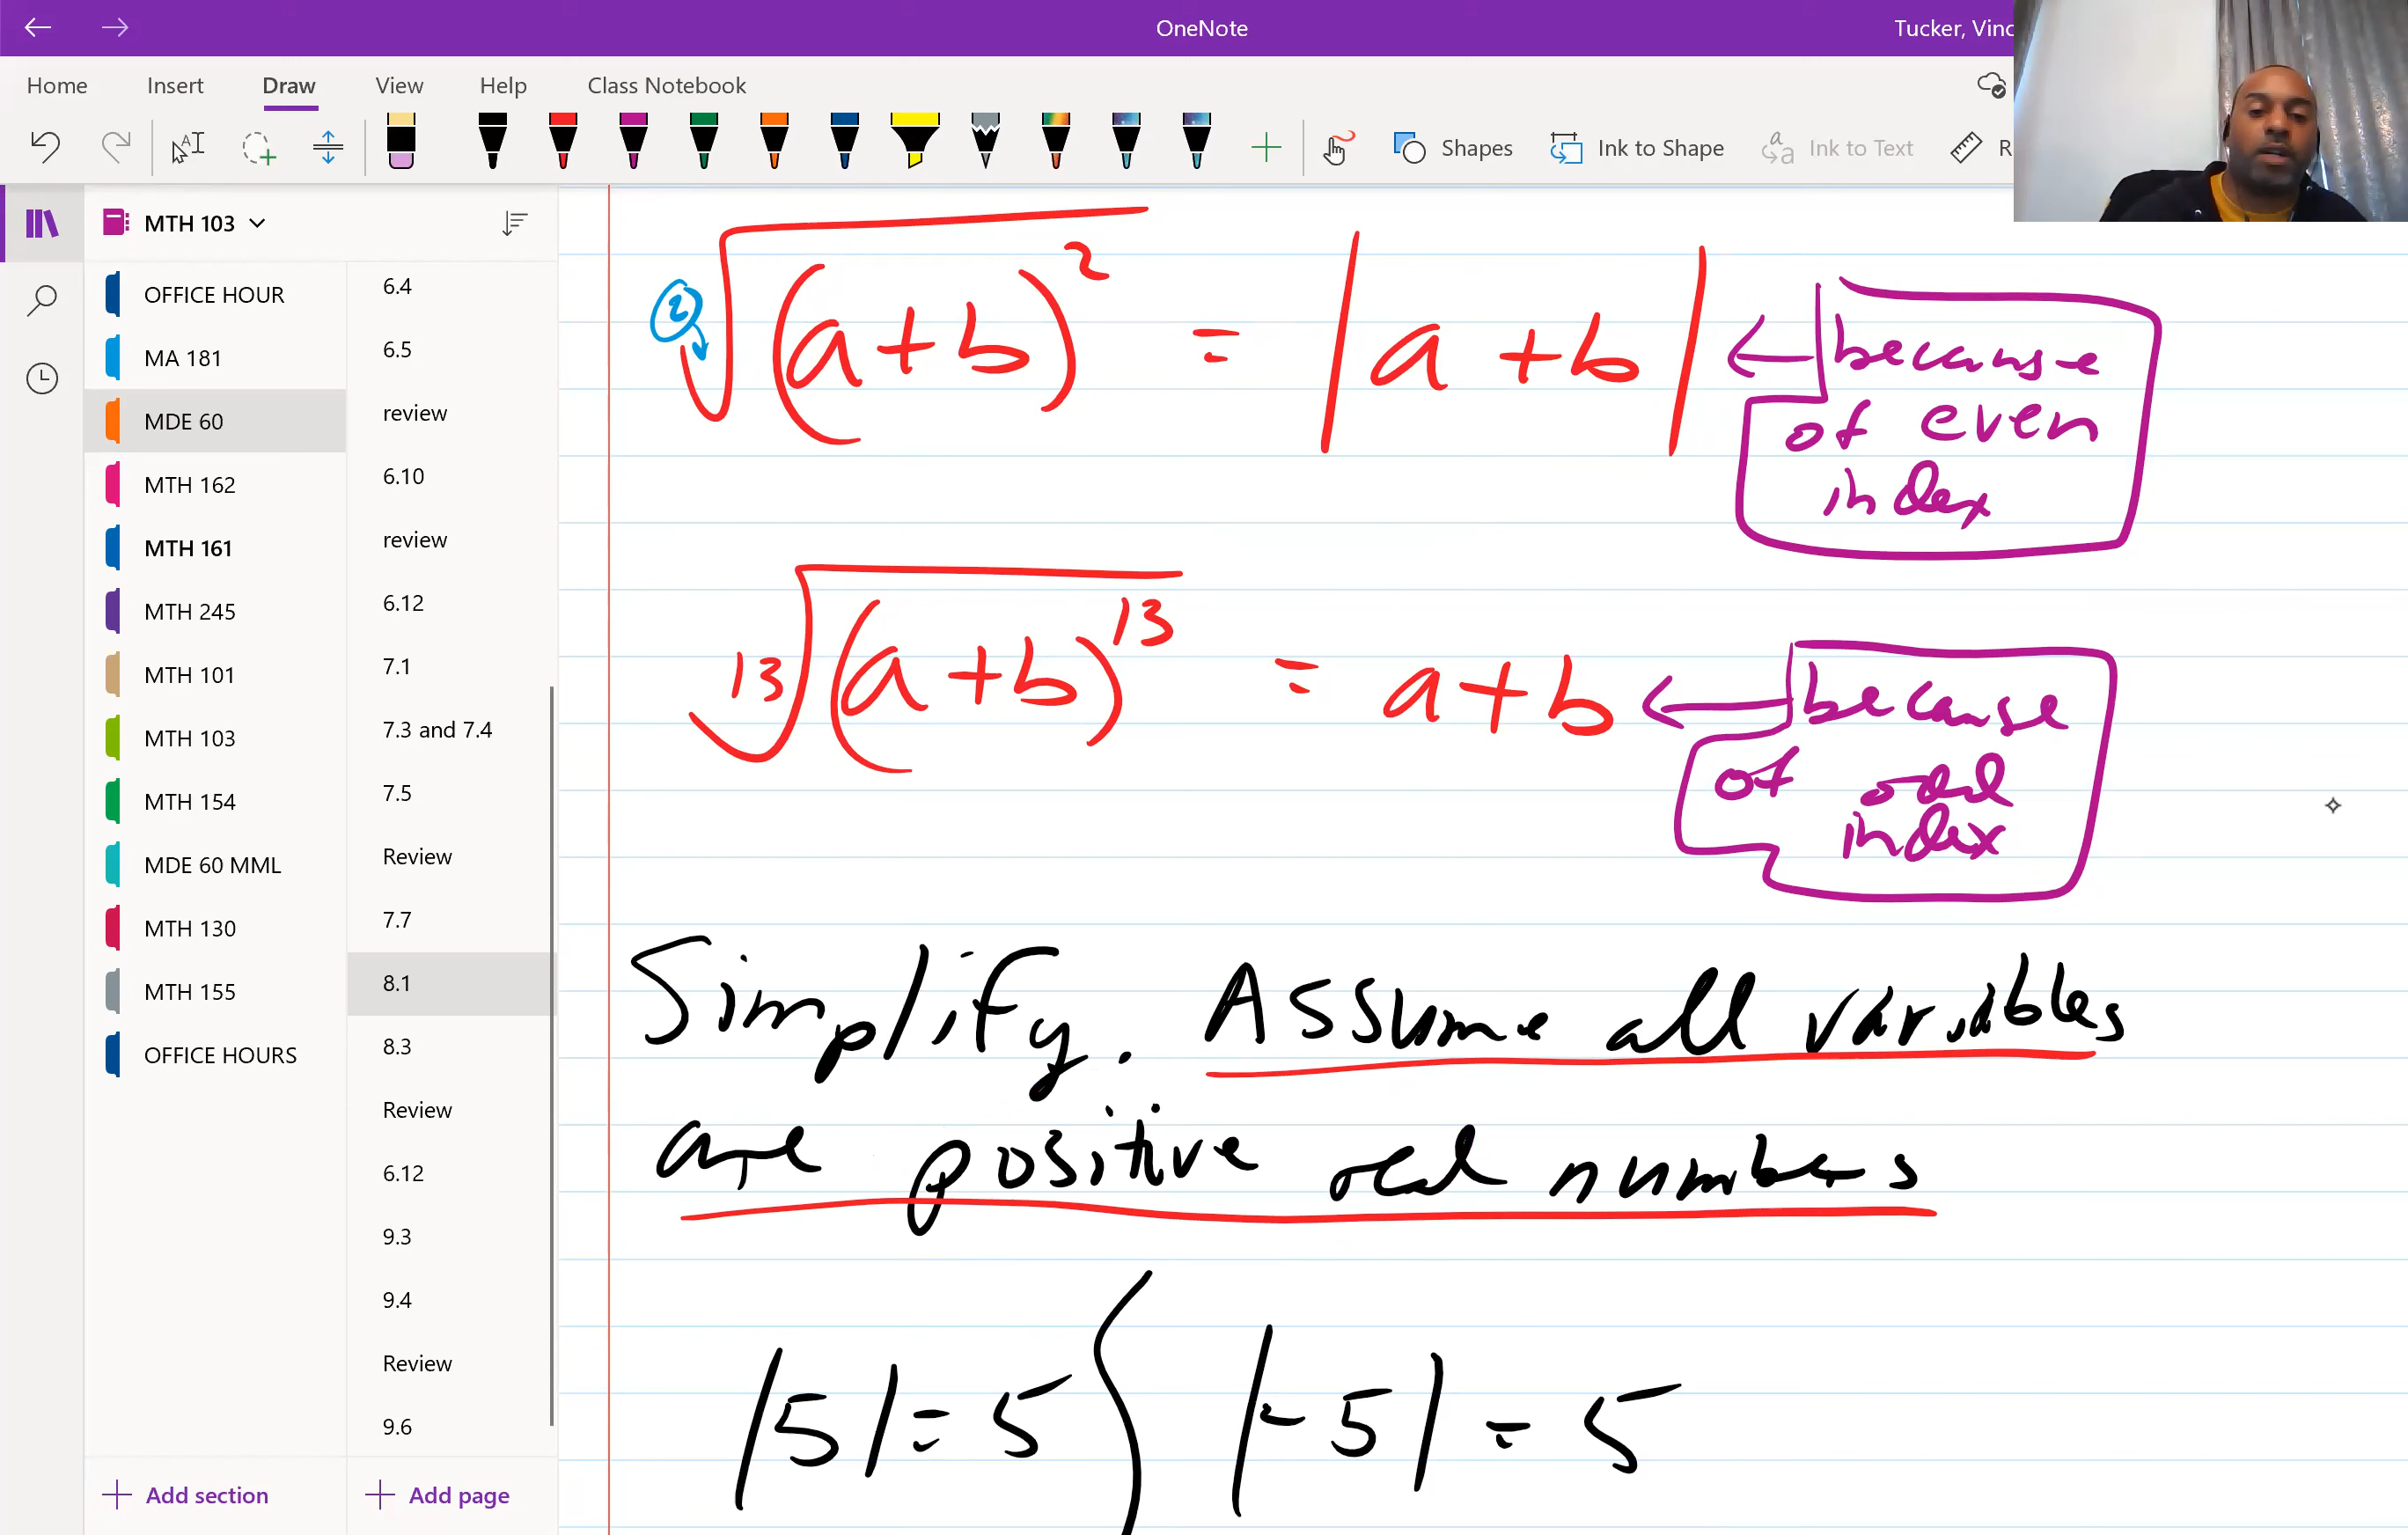 OneNote
Tucker, Vinc
Home Insert Draw View Help Class Notebook
Shapes Ink to Shape Ink to Text R
MTH 103
OFFICE HOUR
MA 181
MDE 60
MTH 162
MTH 161
MTH 245
MTH 101
MTH 103
MTH 154
MDE 60 MML
MTH 130
MTH 155
OFFICE HOURS
Add section
6.4
6.5
review
6.10
review
6.12
7.1
7.3 and 7.4
7.5
Review
7.7
8.1
8.3
Review
6.12
9.3
9.4
Review
9.6
Add page
²√(a+b)² = |a+b| ← because
of even
index
¹³√(a+b)¹³ = a+b ← because
of odd
index
Simplify. Assume all variables
are positive real numbers
|5| = 5 |-5| = 5